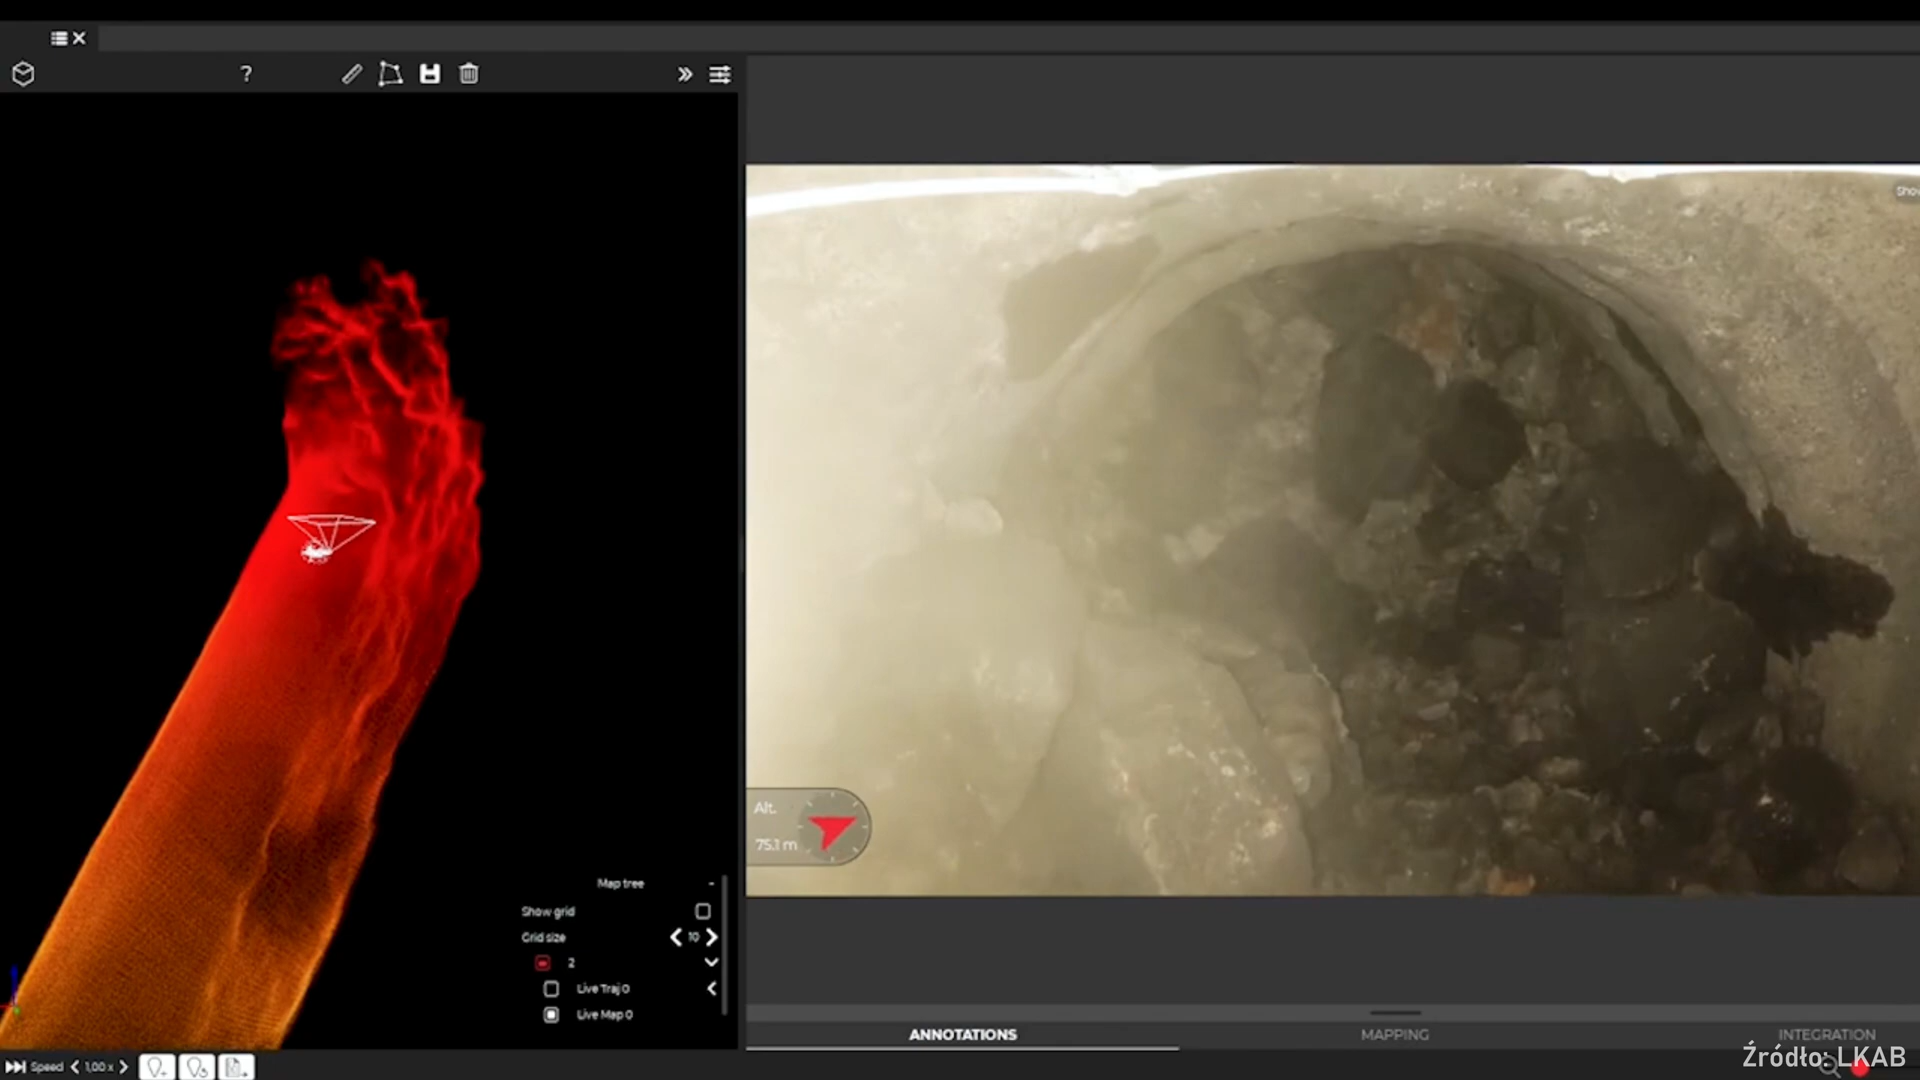 ?
Alt.
75.1 m
Map tree
-
Show grid
Grid size
10
2
Live Traj 0
Live Map 0
ANNOTATIONS
MAPPING
INTEGRATION
Źródło: LKAB
Speed
1,00 x